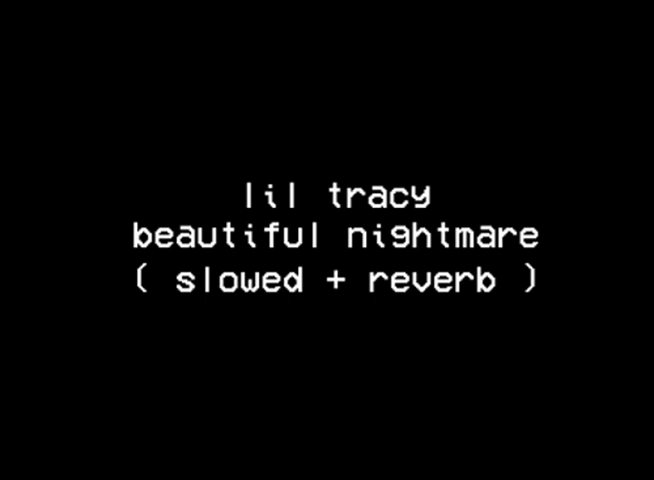 lil tracy
beautiful nightmare
( slowed + reverb )